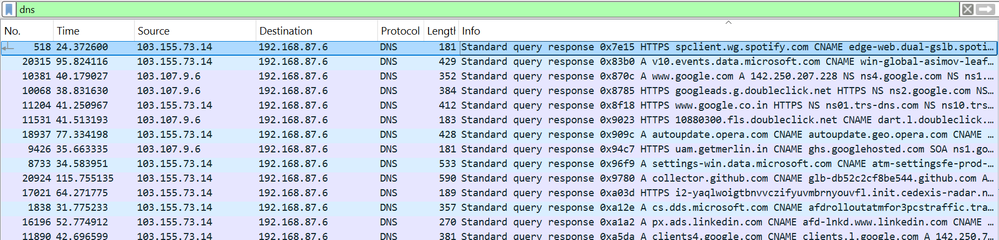 dns
No. Time Source Destination Protocol Lengtł Info
518 24.372600 103.155.73.14 192.168.87.6 DNS 181 Standard query response 0x7e15 HTTPS spclient.wg.spotify.com CNAME edge-web.dual-gslb.spoti…
20315 95.824116 103.155.73.14 192.168.87.6 DNS 429 Standard query response 0x83b0 A v10.events.data.microsoft.com CNAME win-global-asimov-leaf…
10381 40.179027 103.107.9.6 192.168.87.6 DNS 352 Standard query response 0x870c A www.google.com A 142.250.207.228 NS ns4.google.com NS ns1.…
10068 38.831630 103.107.9.6 192.168.87.6 DNS 384 Standard query response 0x8785 HTTPS googleads.g.doubleclick.net HTTPS NS ns2.google.com NS…
11204 41.250967 103.155.73.14 192.168.87.6 DNS 412 Standard query response 0x8f18 HTTPS www.google.co.in HTTPS NS ns01.trs-dns.com NS ns10.trs…
11531 41.513193 103.107.9.6 192.168.87.6 DNS 183 Standard query response 0x9023 HTTPS 10880300.fls.doubleclick.net CNAME dart.l.doubleclick.…
18937 77.334198 103.155.73.14 192.168.87.6 DNS 428 Standard query response 0x909c A autoupdate.opera.com CNAME autoupdate.geo.opera.com CNAME …
9426 35.663335 103.107.9.6 192.168.87.6 DNS 181 Standard query response 0x94c7 HTTPS uam.getmerlin.in CNAME ghs.googlehosted.com SOA ns1.go…
8733 34.583951 103.155.73.14 192.168.87.6 DNS 533 Standard query response 0x96f9 A settings-win.data.microsoft.com CNAME atm-settingsfe-prod-…
20924 115.755135 103.155.73.14 192.168.87.6 DNS 590 Standard query response 0x9780 A collector.github.com CNAME glb-db52c2cf8be544.github.com A…
17021 64.271775 103.155.73.14 192.168.87.6 DNS 189 Standard query response 0xa03d HTTPS i2-yaqlwoigtbnvvczifyuvmbrnyouvfl.init.cedexis-radar.n…
1838 31.775233 103.155.73.14 192.168.87.6 DNS 357 Standard query response 0xa12e A cs.dds.microsoft.com CNAME afdrolloutatmfor3pcstraffic.tra…
16196 52.774912 103.155.73.14 192.168.87.6 DNS 270 Standard query response 0xa1a2 A px.ads.linkedin.com CNAME afd-lnkd.www.linkedin.com CNAME …
11890 42.696599 103.155.73.14 192.168.87.6 DNS 381 Standard query response 0xa5da A clients4.google.com CNAME clients.l.google.com A 142.250.7…